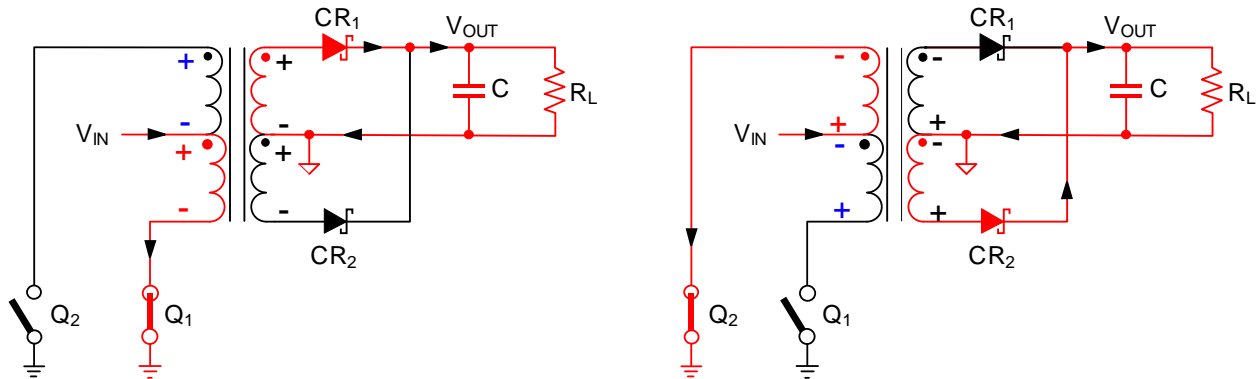 CR1
VOUT
+
+
-
-
+
-
VIN
+
-
C
RL
CR2
Q2
Q1
CR1
VOUT
-
-
+
+
-
-
VIN
+
+
C
RL
CR2
Q2
Q1